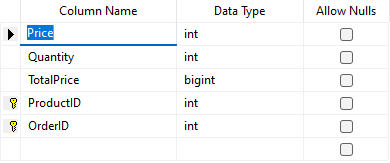 Column Name Data Type Allow Nulls
Price int
Quantity int
TotalPrice bigint
ProductID int
OrderID int